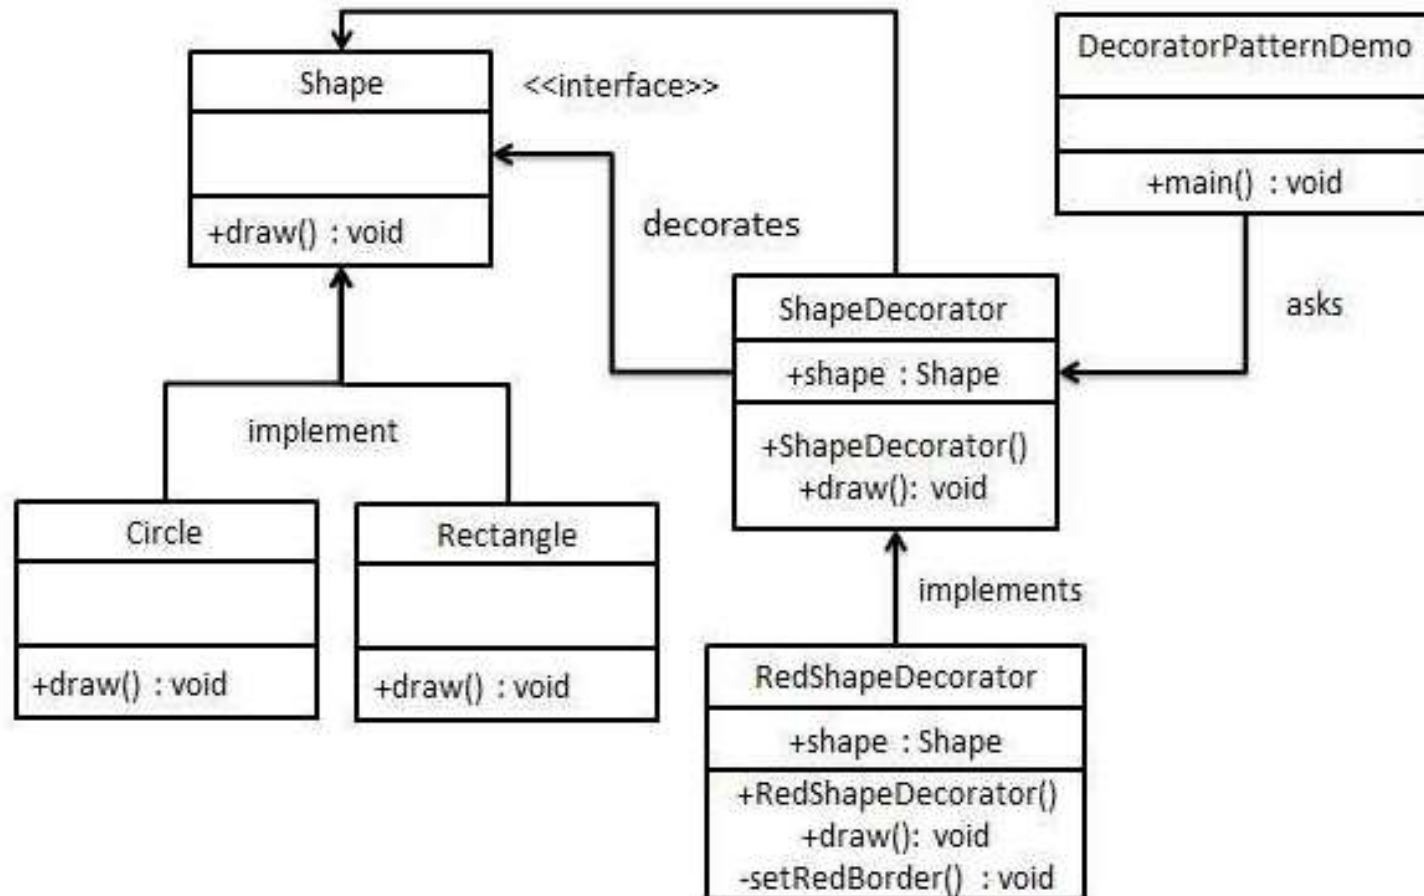 Shape
<<interface>>
+draw() : void
DecoratorPatternDemo
+main() : void
decorates
asks
ShapeDecorator
+shape : Shape
+ShapeDecorator()
+draw(): void
implement
Circle
+draw() : void
Rectangle
+draw() : void
implements
RedShapeDecorator
+shape : Shape
+RedShapeDecorator()
+draw(): void
-setRedBorder() : void